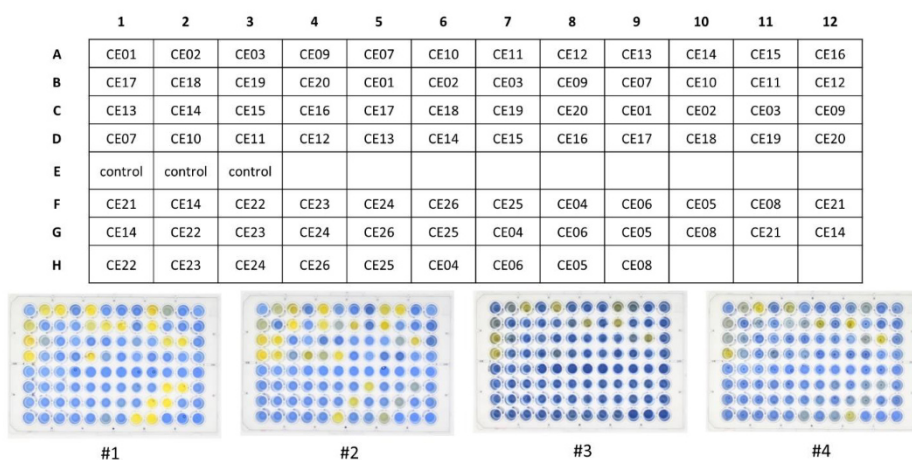 1 2 3 4 5 6 7 8 9 10 11 12
A CE01 CE02 CE03 CE09 CE07 CE10 CE11 CE12 CE13 CE14 CE15 CE16
B CE17 CE18 CE19 CE20 CE01 CE02 CE03 CE09 CE07 CE10 CE11 CE12
C CE13 CE14 CE15 CE16 CE17 CE18 CE19 CE20 CE01 CE02 CE03 CE09
D CE07 CE10 CE11 CE12 CE13 CE14 CE15 CE16 CE17 CE18 CE19 CE20
E control control control
F CE21 CE14 CE22 CE23 CE24 CE26 CE25 CE04 CE06 CE05 CE08 CE21
G CE14 CE22 CE23 CE24 CE26 CE25 CE04 CE06 CE05 CE08 CE21 CE14
H CE22 CE23 CE24 CE26 CE25 CE04 CE06 CE05 CE08
#1 #2 #3 #4